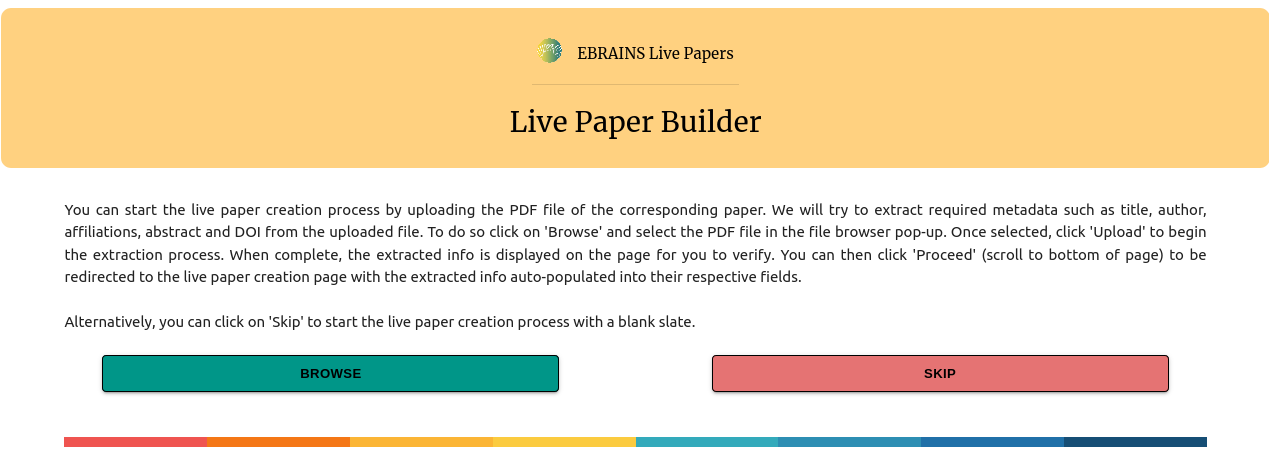 EBRAINS Live Papers
Live Paper Builder
You can start the live paper creation process by uploading the PDF file of the corresponding paper. We will try to extract required metadata such as title, author,
affiliations, abstract and DOI from the uploaded file. To do so click on 'Browse' and select the PDF file in the file browser pop-up. Once selected, click 'Upload' to begin
the extraction process. When complete, the extracted info is displayed on the page for you to verify. You can then click 'Proceed' (scroll to bottom of page) to be
redirected to the live paper creation page with the extracted info auto-populated into their respective fields.
Alternatively, you can click on 'Skip' to start the live paper creation process with a blank slate.
BROWSE
SKIP